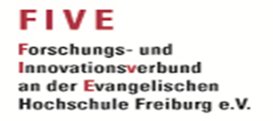 FIVE
Forschungs- und
Innovationsverbund
an der Evangelischen
Hochschule Freiburg e.V.